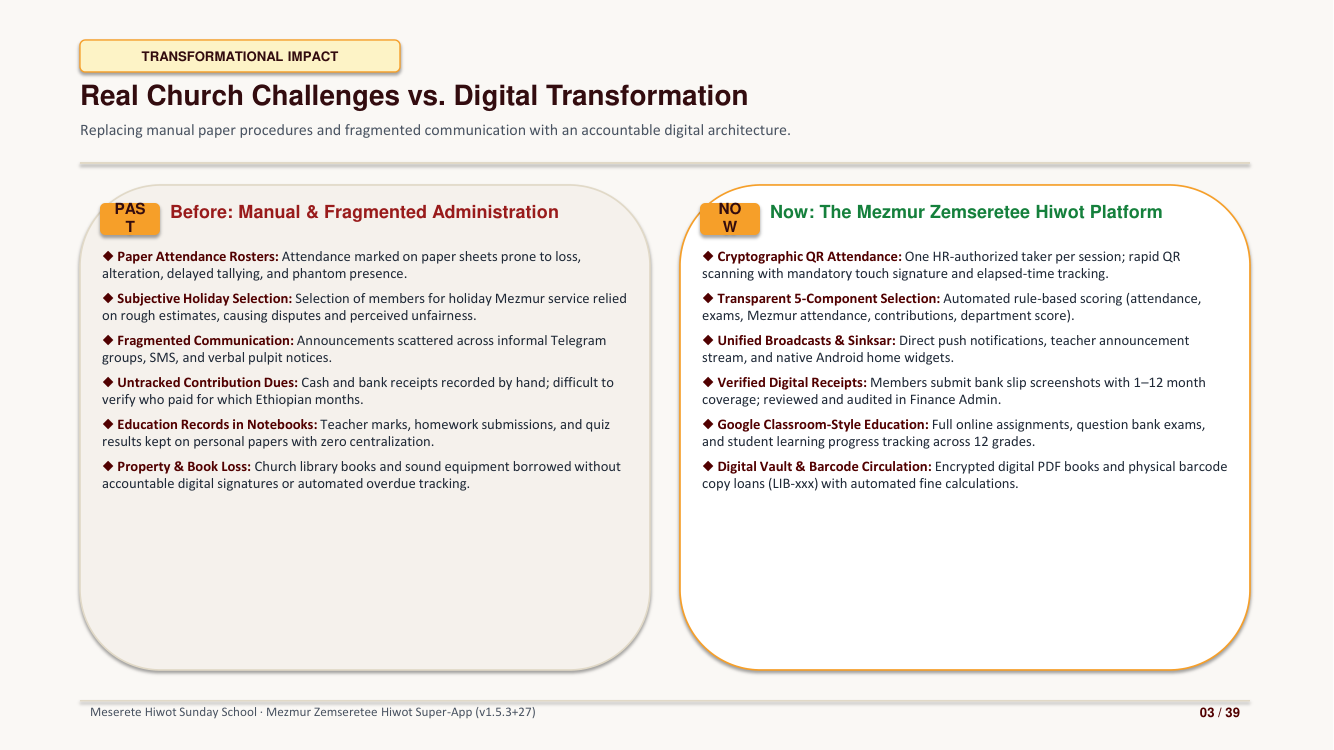 TRANSFORMATIONAL IMPACT
Real Church Challenges vs. Digital Transformation
Replacing manual paper procedures and fragmented communication with an accountable digital architecture.
PAS
T
Before: Manual & Fragmented Administration
◆ Paper Attendance Rosters: Attendance marked on paper sheets prone to loss,
alteration, delayed tallying, and phantom presence.
◆ Subjective Holiday Selection: Selection of members for holiday Mezmur service relied
on rough estimates, causing disputes and perceived unfairness.
◆ Fragmented Communication: Announcements scattered across informal Telegram
groups, SMS, and verbal pulpit notices.
◆ Untracked Contribution Dues: Cash and bank receipts recorded by hand; difficult to
verify who paid for which Ethiopian months.
◆ Education Records in Notebooks: Teacher marks, homework submissions, and quiz
results kept on personal papers with zero centralization.
◆ Property & Book Loss: Church library books and sound equipment borrowed without
accountable digital signatures or automated overdue tracking.
NO
W
Now: The Mezmur Zemseretee Hiwot Platform
◆ Cryptographic QR Attendance: One HR-authorized taker per session; rapid QR
scanning with mandatory touch signature and elapsed-time tracking.
◆ Transparent 5-Component Selection: Automated rule-based scoring (attendance,
exams, Mezmur attendance, contributions, department score).
◆ Unified Broadcasts & Sinksar: Direct push notifications, teacher announcement
stream, and native Android home widgets.
◆ Verified Digital Receipts: Members submit bank slip screenshots with 1–12 month
coverage; reviewed and audited in Finance Admin.
◆ Google Classroom-Style Education: Full online assignments, question bank exams,
and student learning progress tracking across 12 grades.
◆ Digital Vault & Barcode Circulation: Encrypted digital PDF books and physical barcode
copy loans (LIB-xxx) with automated fine calculations.
Meserete Hiwot Sunday School · Mezmur Zemseretee Hiwot Super-App (v1.5.3+27)
03 / 39